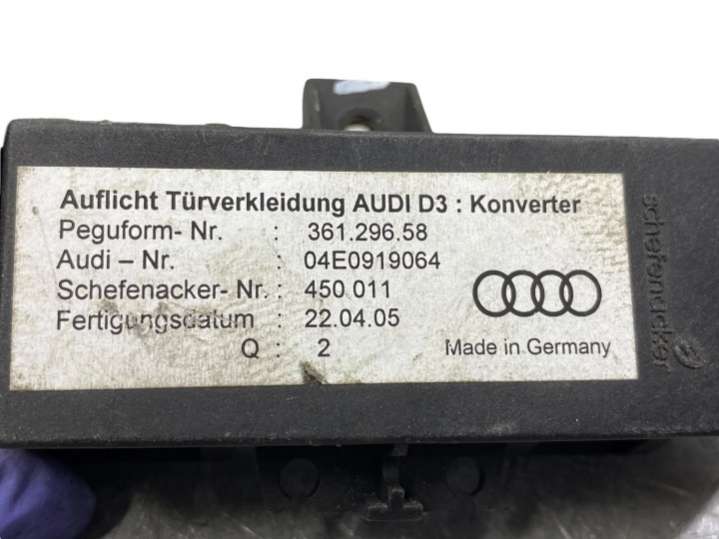 Auflicht Türverkleidung AUDI D3 : Konverter
Peguform- Nr. : 361.296.58
Audi – Nr. : 04E0919064
Schefenacker- Nr. : 450.011
Fertigungsdatum : 22.04.05
Q : 2
Made in Germany
schefenacker